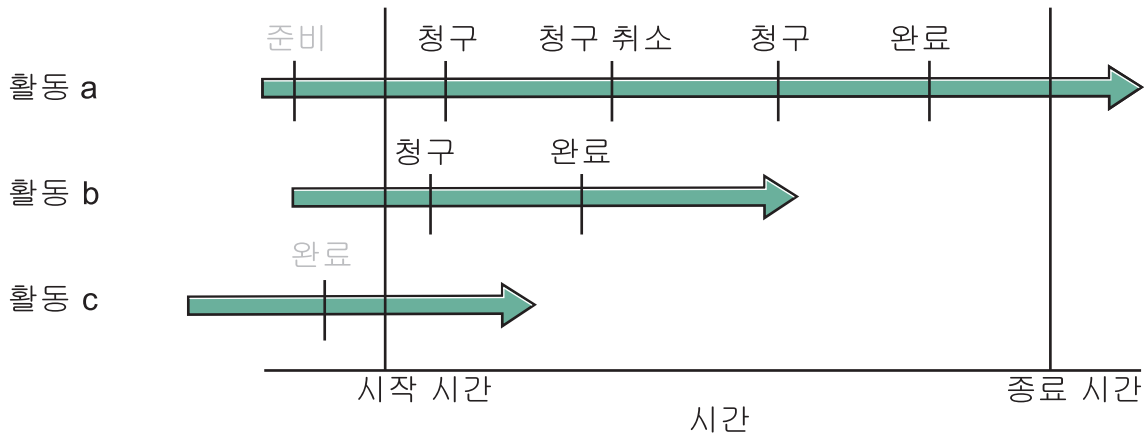 준비 청구 청구 취소 청구 완료
활동 a
청구 완료
활동 b
완료
활동 c
시작 시간 종료 시간
시간